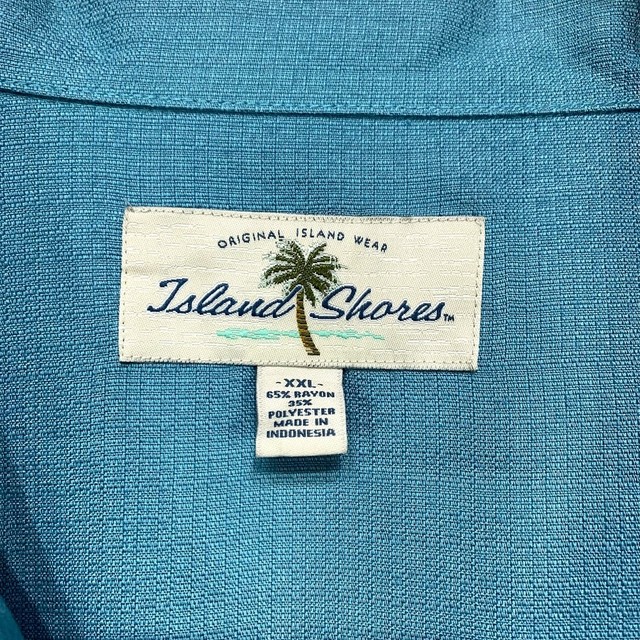 ORIGINAL ISLAND WEAR
Island Shores™
-XXL-
65% RAYON
35%
POLYESTER
MADE IN
INDONESIA